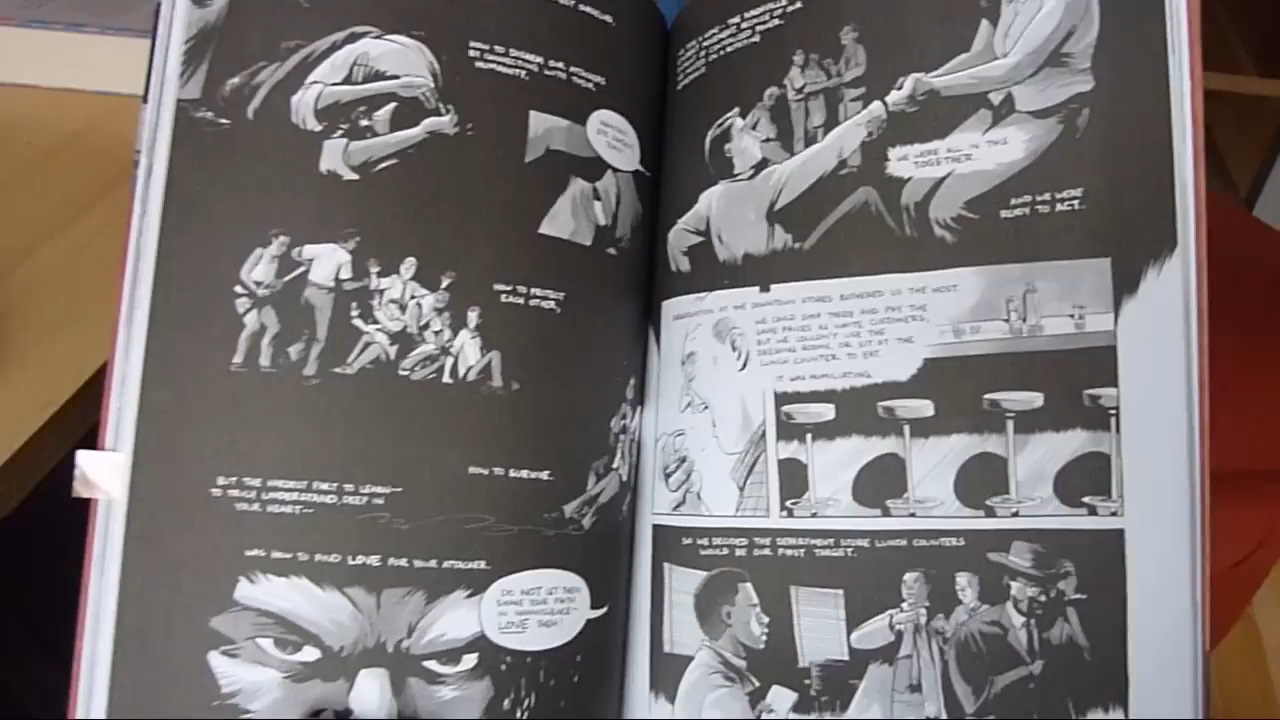 HOW TO DISARM OUR ATTACKERS
BY CONNECTING WITH THEIR
HUMANITY,
HOW TO PROTECT
EACH OTHER,
HOW TO SURVIVE.
BUT THE HARDEST PART TO LEARN—
TO TRULY UNDERSTAND, DEEP IN
YOUR HEART—
WAS HOW TO FIND LOVE FOR YOUR ATTACKER.
DO NOT LET THEM
SHAKE YOUR FAITH
IN NONVIOLENCE—
LOVE THEM!
WE WERE ALL IN THIS
TOGETHER.
AND WE WERE
READY TO ACT.
SEGREGATION AT THE DOWNTOWN STORES BOTHERED US THE MOST.
WE COULD SHOP THERE AND PAY THE
SAME PRICES AS WHITE CUSTOMERS,
BUT WE COULDN'T USE THE
DRESSING ROOMS, OR SIT AT THE
LUNCH COUNTER TO EAT.
IT WAS HUMILIATING.
SO WE DECIDED THE DEPARTMENT STORE LUNCH COUNTERS
WOULD BE OUR FIRST TARGET.